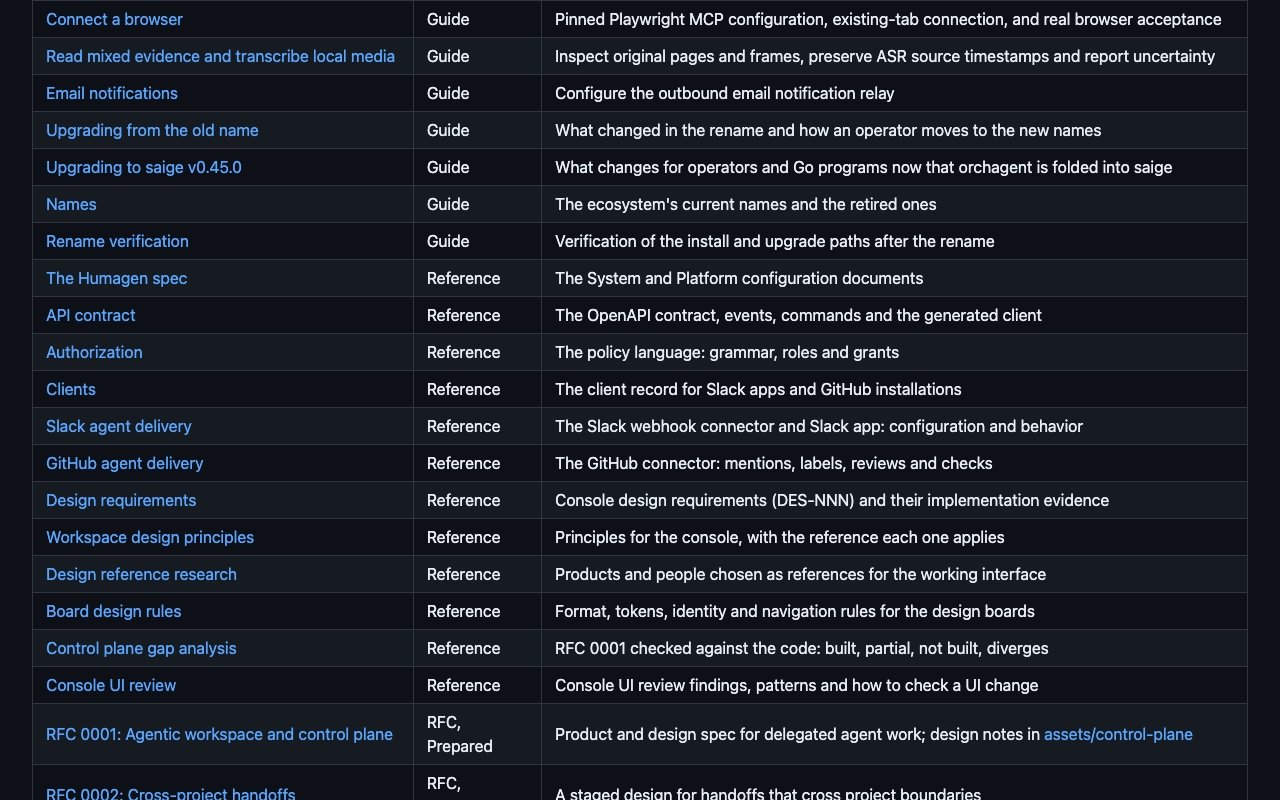 Connect a browser Guide Pinned Playwright MCP configuration, existing-tab connection, and real browser acceptance
Read mixed evidence and transcribe local media Guide Inspect original pages and frames, preserve ASR source timestamps and report uncertainty
Email notifications Guide Configure the outbound email notification relay
Upgrading from the old name Guide What changed in the rename and how an operator moves to the new names
Upgrading to saige v0.45.0 Guide What changes for operators and Go programs now that orchagent is folded into saige
Names Guide The ecosystem's current names and the retired ones
Rename verification Guide Verification of the install and upgrade paths after the rename
The Humagen spec Reference The System and Platform configuration documents
API contract Reference The OpenAPI contract, events, commands and the generated client
Authorization Reference The policy language: grammar, roles and grants
Clients Reference The client record for Slack apps and GitHub installations
Slack agent delivery Reference The Slack webhook connector and Slack app: configuration and behavior
GitHub agent delivery Reference The GitHub connector: mentions, labels, reviews and checks
Design requirements Reference Console design requirements (DES-NNN) and their implementation evidence
Workspace design principles Reference Principles for the console, with the reference each one applies
Design reference research Reference Products and people chosen as references for the working interface
Board design rules Reference Format, tokens, identity and navigation rules for the design boards
Control plane gap analysis Reference RFC 0001 checked against the code: built, partial, not built, diverges
Console UI review Reference Console UI review findings, patterns and how to check a UI change
RFC 0001: Agentic workspace and control plane RFC, Prepared Product and design spec for delegated agent work; design notes in assets/control-plane
RFC 0002: Cross-project handoffs RFC, A staged design for handoffs that cross project boundaries